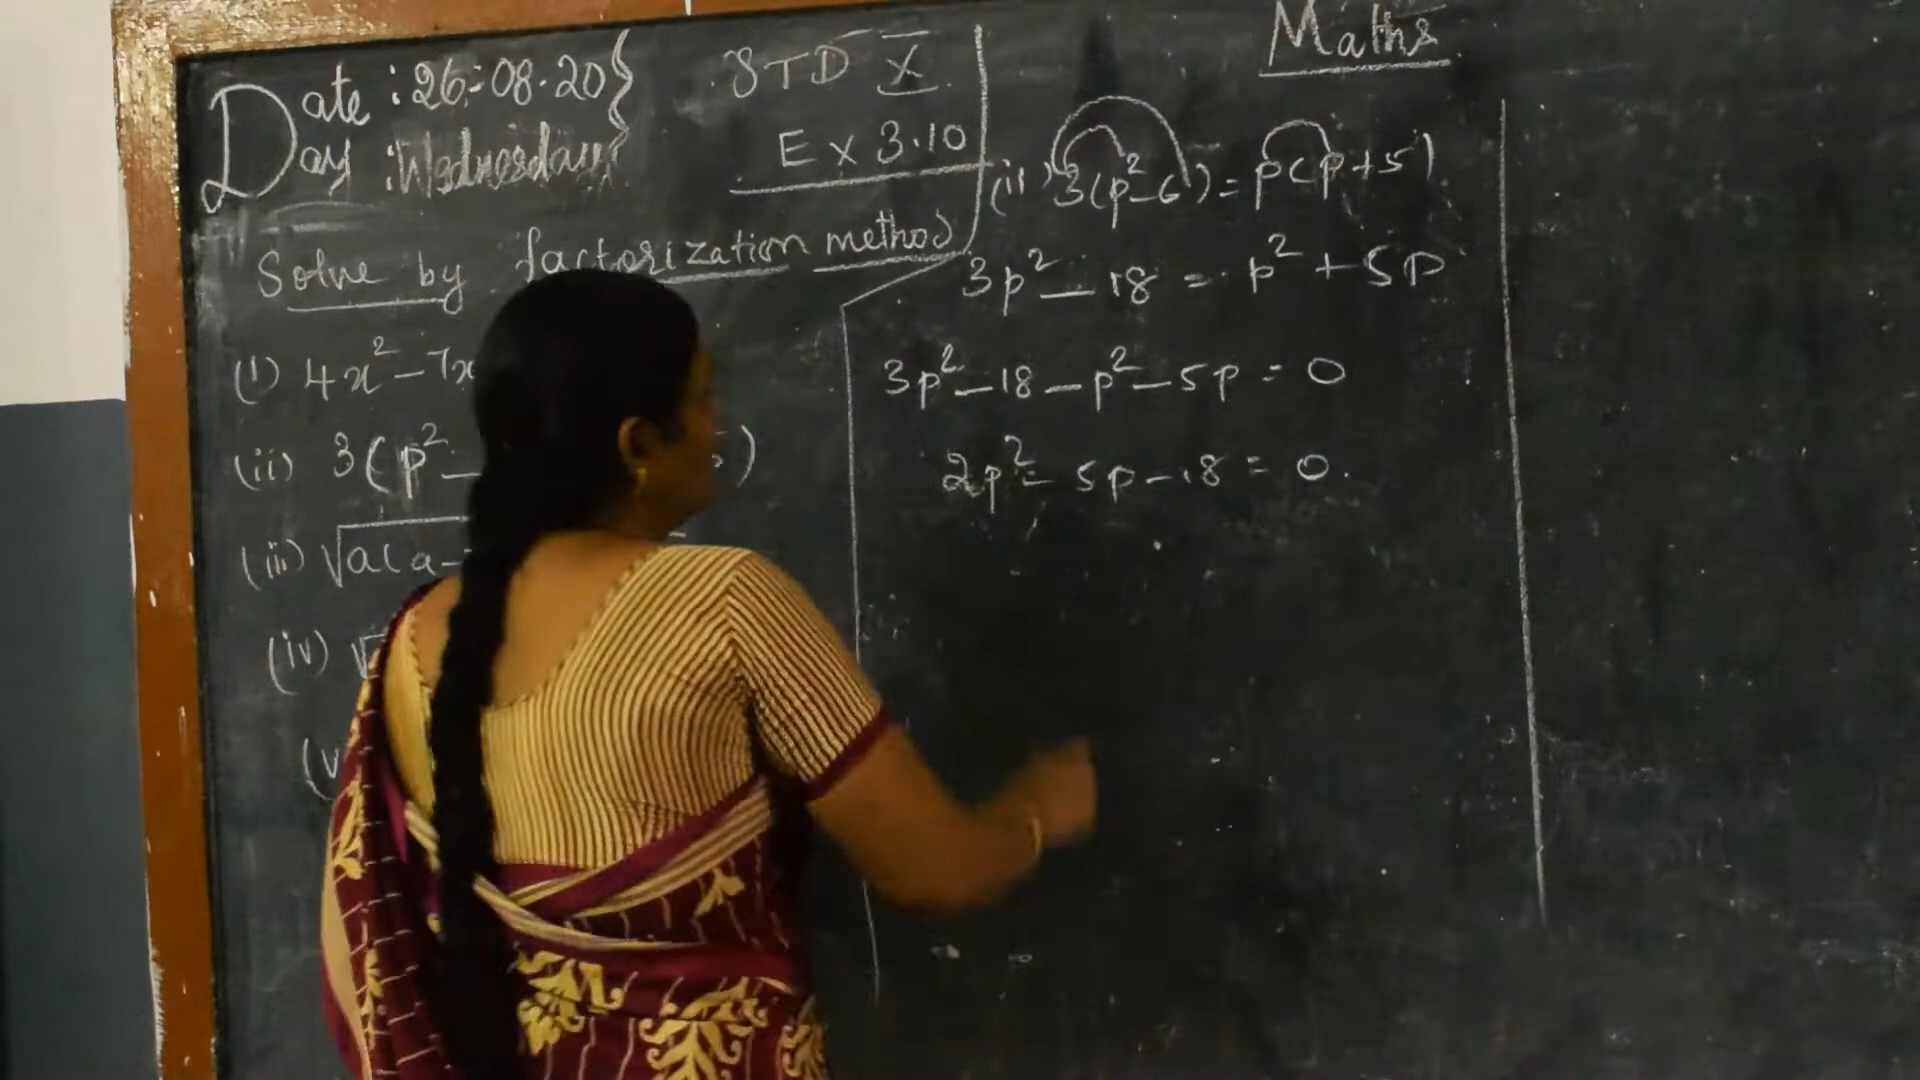 Maths
Date : 26-08-20
Day : Wednesday
STD X
Ex 3.10
Solve by factorization method
(i) 4x² - 7x
(ii) 3(p² - 5)
(iii) √a(a -
(iv) √
(v
(ii) 3(p² - 6) = p(p + 5)
3p² - 18 = p² + 5p
3p² - 18 - p² - 5p = 0
2p² - 5p - 18 = 0.